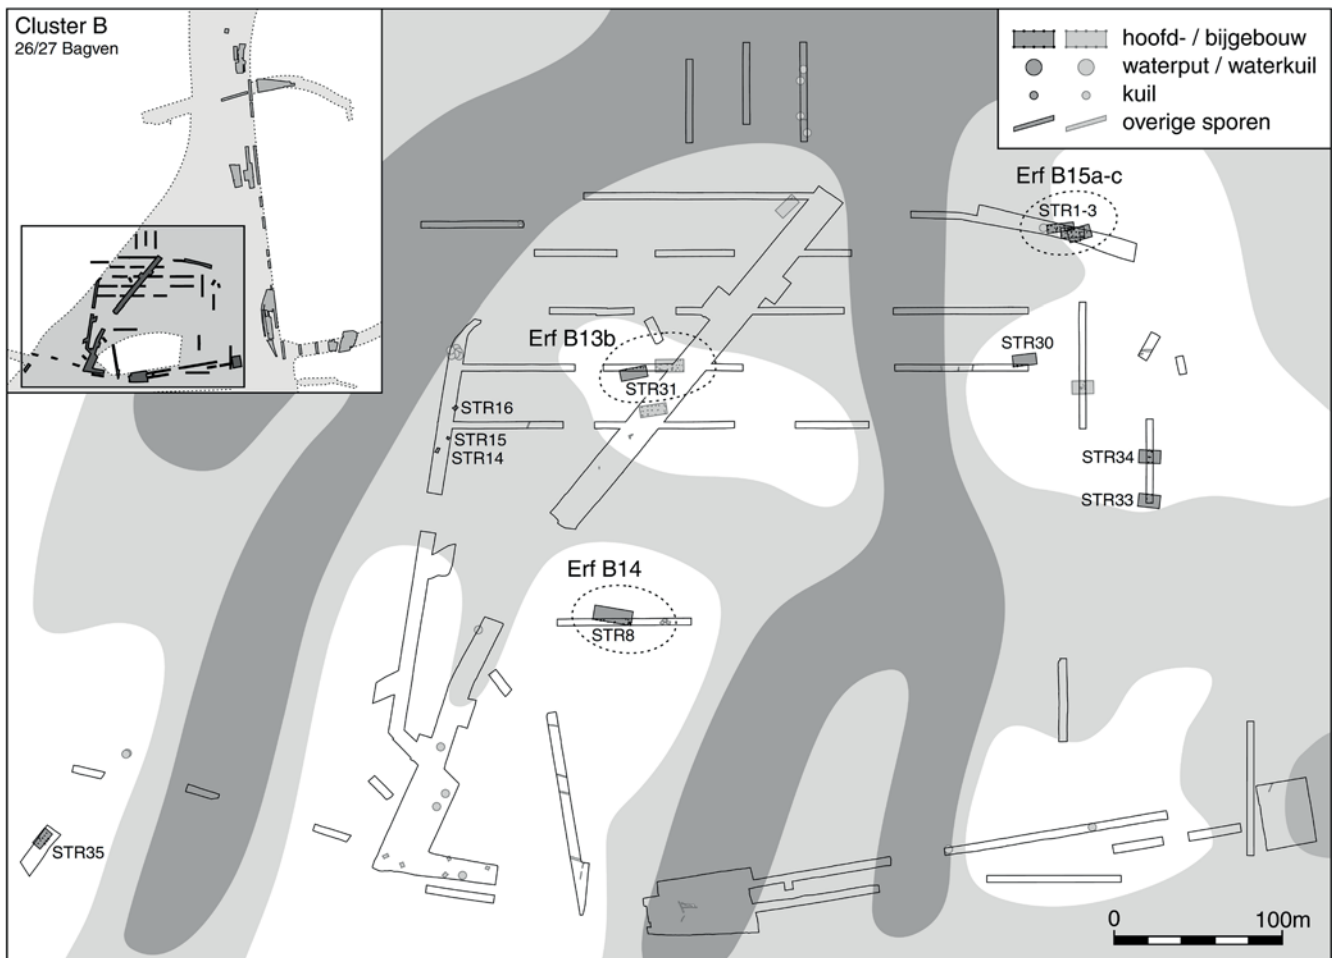 Cluster B
26/27 Bagven
hoofd- / bijgebouw
waterput / waterkuil
kuil
overige sporen
Erf B15a-c
STR1-3
Erf B13b
STR30
STR31
STR16
STR15
STR14
STR34
STR33
Erf B14
STR8
STR35
0 100m